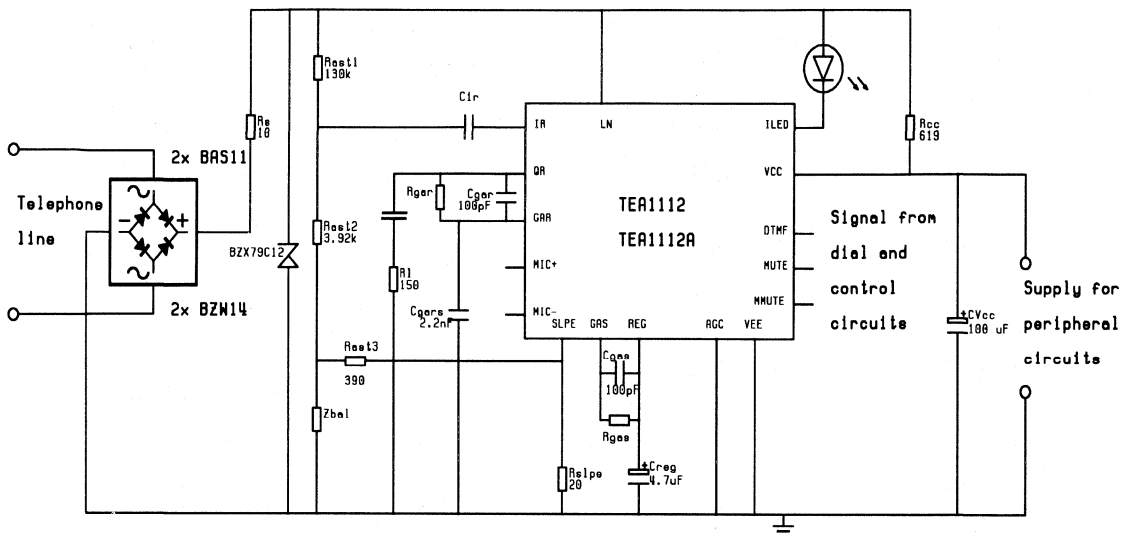 Rast1
130k
Cir
IR
LN
ILED
Rcc
619
Rs
10
2x BAS11
QR
VCC
Rgar
Cgar
100pF
Telephone
line
TEA1112
TEA1112A
GAR
Signal from
dial and
control
circuits
Rast2
3.92k
BZX79C12
DTMF
R1
150
MIC+
MUTE
2x BZW14
Cgars
2.2nF
MIC-
MMUTE
Supply for
peripheral
circuits
SLPE
GAS
REG
AGC
VEE
+
CVcc
100 uF
Rast3
390
Cgas
100pF
Zbal
Rgas
Rslpe
20
+
Creg
4.7uF
-
+